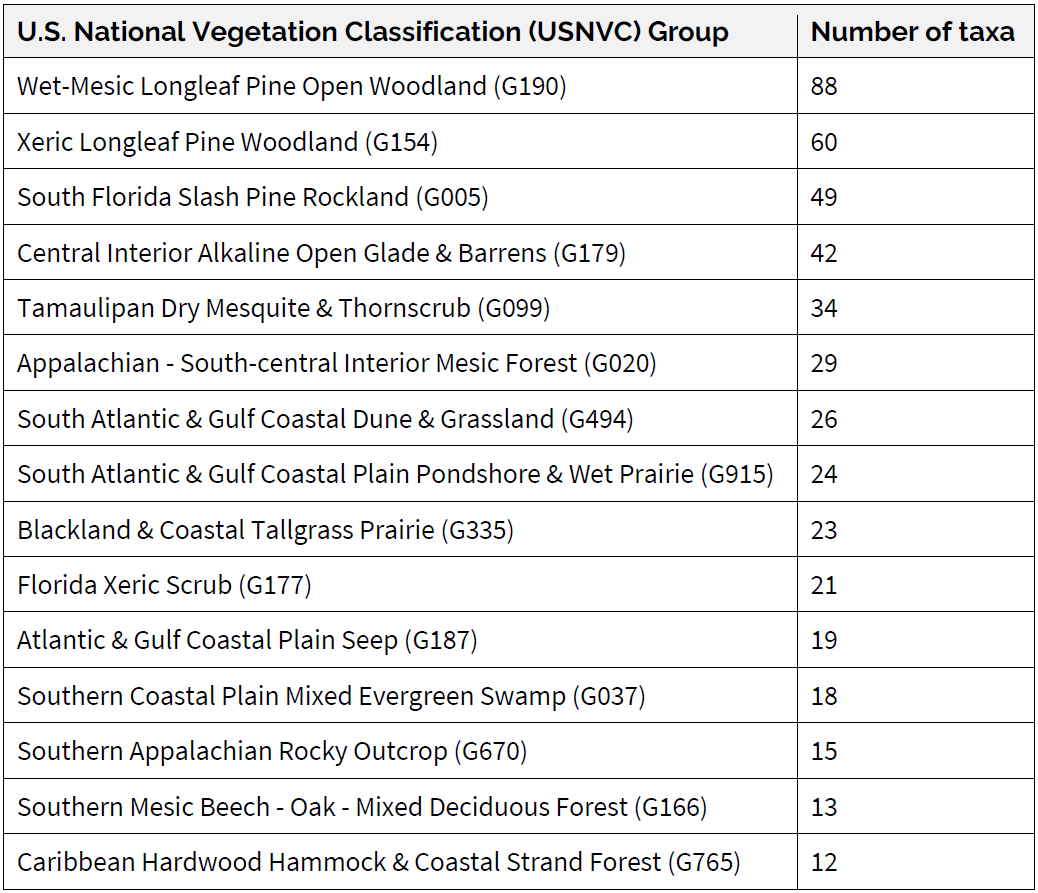 U.S. National Vegetation Classification (USNVC) Group Number of taxa
Wet-Mesic Longleaf Pine Open Woodland (G190) 88
Xeric Longleaf Pine Woodland (G154) 60
South Florida Slash Pine Rockland (G005) 49
Central Interior Alkaline Open Glade & Barrens (G179) 42
Tamaulipan Dry Mesquite & Thornscrub (G099) 34
Appalachian - South-central Interior Mesic Forest (G020) 29
South Atlantic & Gulf Coastal Dune & Grassland (G494) 26
South Atlantic & Gulf Coastal Plain Pondshore & Wet Prairie (G915) 24
Blackland & Coastal Tallgrass Prairie (G335) 23
Florida Xeric Scrub (G177) 21
Atlantic & Gulf Coastal Plain Seep (G187) 19
Southern Coastal Plain Mixed Evergreen Swamp (G037) 18
Southern Appalachian Rocky Outcrop (G670) 15
Southern Mesic Beech - Oak - Mixed Deciduous Forest (G166) 13
Caribbean Hardwood Hammock & Coastal Strand Forest (G765) 12